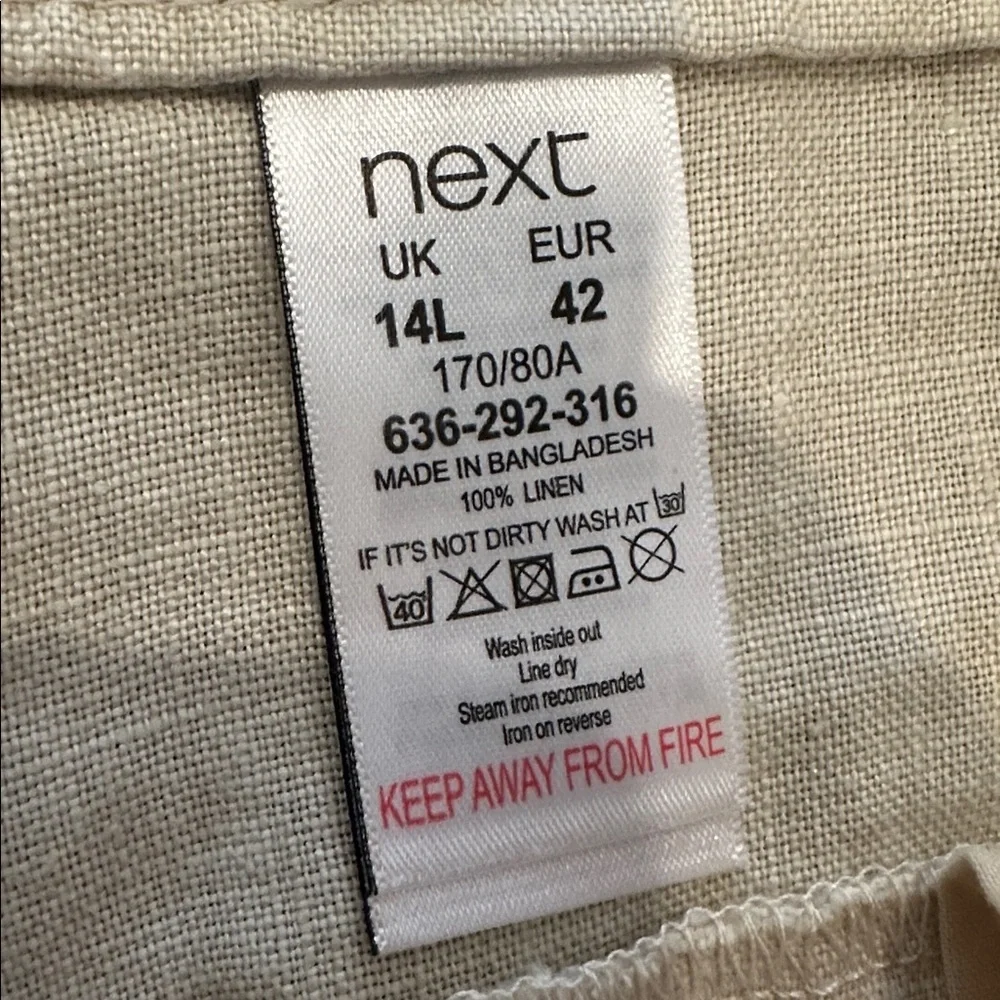 next
UK EUR
14L 42
170/80A
636-292-316
MADE IN BANGLADESH
100% LINEN
IF IT'S NOT DIRTY WASH AT 30
40
Wash inside out
Line dry
Steam iron recommended
Iron on reverse
KEEP AWAY FROM FIRE